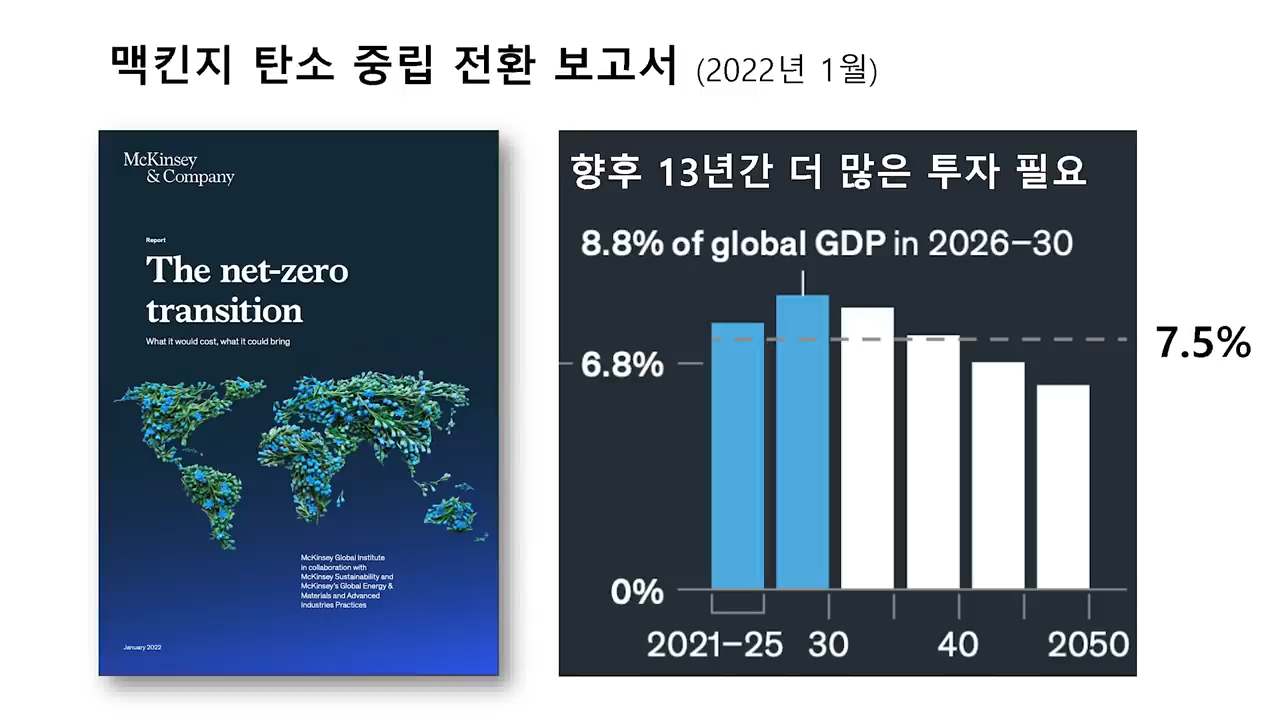 맥킨지 탄소 중립 전환 보고서 (2022년 1월)
McKinsey
& Company
Report
The net-zero
transition
What it would cost, what it could bring
McKinsey Global Institute
in collaboration with
McKinsey Sustainability and
McKinsey's Global Energy &
Materials and Advanced
Industries Practices
January 2022
향후 13년간 더 많은 투자 필요
8.8% of global GDP in 2026–30
7.5%
6.8%
0%
2021–25 30 40 2050